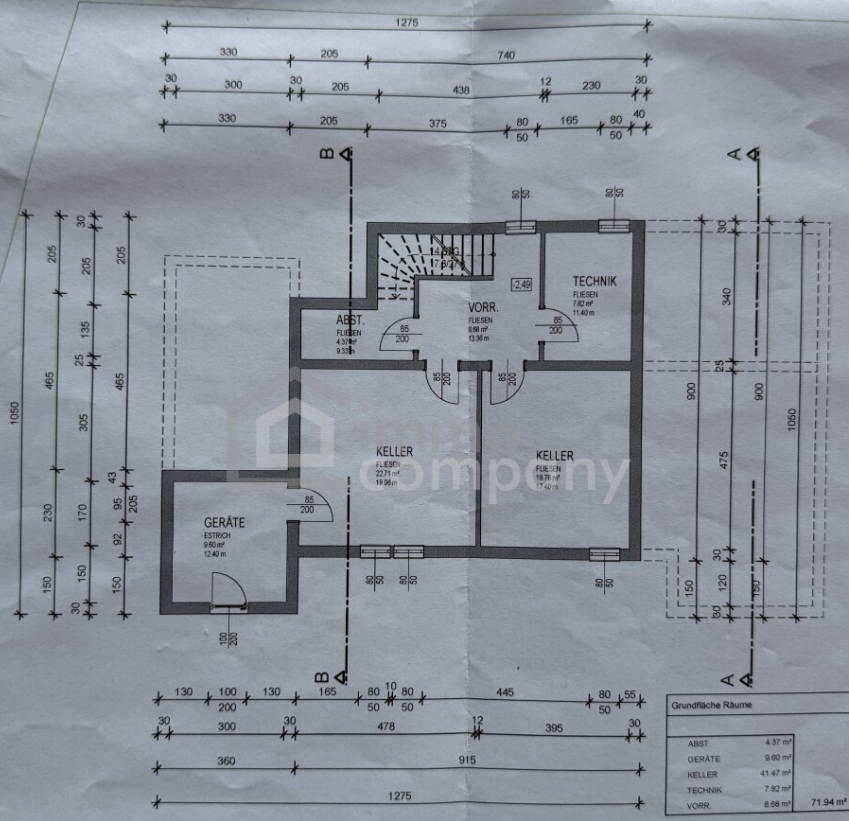 1275
330 205 740
30 300 30 205 438 12 230 30
330 205 375 80 165 80 40
50 50
B A
80
50
80
50
-2,49
TECHNIK
FLIESEN
7.82 m²
11.40 m
VORR.
FLIESEN
8.68 m²
13.36 m
ABST.
FLIESEN
4.37 m²
9.33 m
85
200
85
200
85
200
85
200
KELLER
FLIESEN
22.71 m²
19.06 m
KELLER
FLIESEN
18.76 m²
17.40 m
company
GERÄTE
ESTRICH
9.60 m²
12.40 m
85
200
100
200
80
50
80
50
80
50
1050
205 465 230 150
30 205 135 25 305 170 150 30
205 465 43 95 205 92 150
900 150
30 340 25 475 30 120 30
900 150
1050
B A
130 100 130 165 80 10 80 445 80 55
200 50 50 50
30 300 30 478 12 395 30
360 915
1275
Grundfläche Räume
ABST. 4.37 m²
GERÄTE 9.60 m²
KELLER 41.47 m²
TECHNIK 7.82 m²
VORR. 8.68 m²
71.94 m²